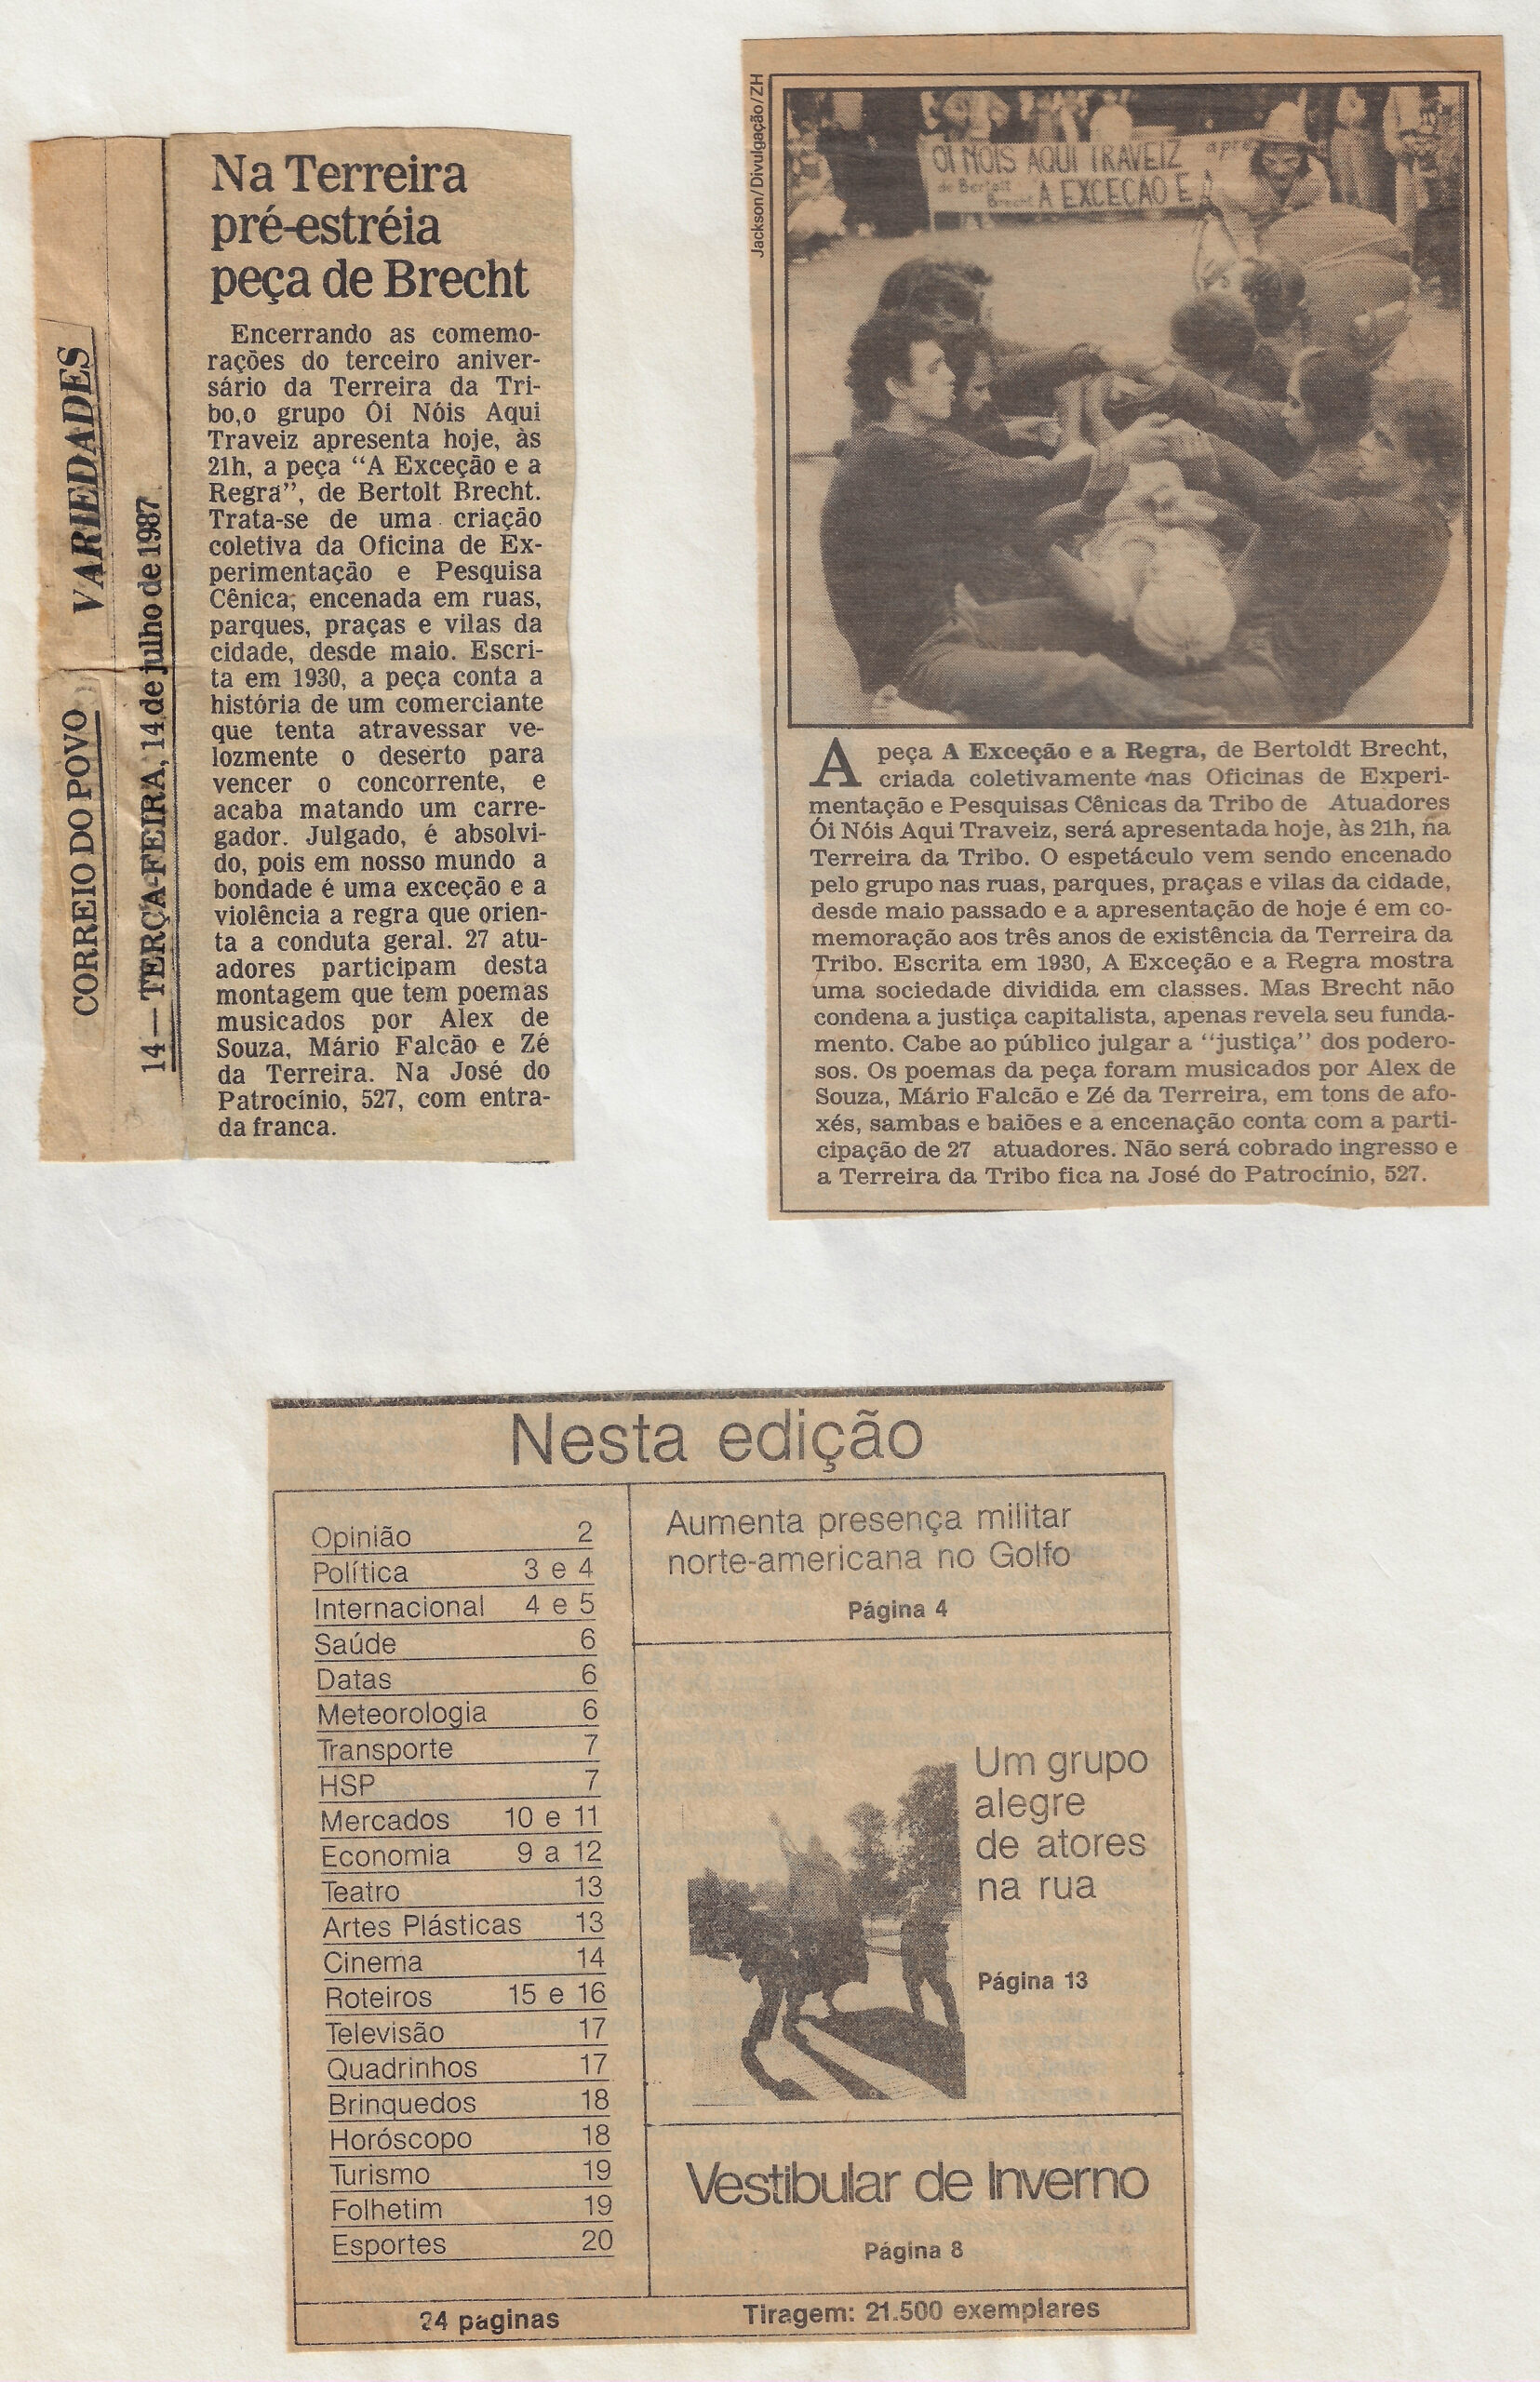 CORREIO DO POVO VARIEDADES
14 — TERÇA-FEIRA, 14 de julho de 1987
Na Terreira
pré-estréia
peça de Brecht
Encerrando as comemo-
rações do terceiro aniver-
sário da Terreira da Tri-
bo,o grupo Ói Nóis Aqui
Traveiz apresenta hoje, às
21h, a peça “A Exceção e a
Regra”, de Bertolt Brecht.
Trata-se de uma criação
coletiva da Oficina de Ex-
perimentação e Pesquisa
Cênica, encenada em ruas,
parques, praças e vilas da
cidade, desde maio. Escri-
ta em 1930, a peça conta a
história de um comerciante
que tenta atravessar ve-
lozmente o deserto para
vencer o concorrente, e
acaba matando um carre-
gador. Julgado, é absolvi-
do, pois em nosso mundo a
bondade é uma exceção e a
violência a regra que orien-
ta a conduta geral. 27 atu-
adores participam desta
montagem que tem poemas
musicados por Alex de
Souza, Mário Falcão e Zé
da Terreira. Na José do
Patrocínio, 527, com entra-
da franca.
Jackson/Divulgação/ZH
OI NOIS AQUI TRAVEIZ apre
de Bertolt
Brecht A EXCEÇÃO E A
A peça A Exceção e a Regra, de Bertoldt Brecht,
criada coletivamente nas Oficinas de Experi-
mentação e Pesquisas Cênicas da Tribo de Atuadores
Ói Nóis Aqui Traveiz, será apresentada hoje, às 21h, na
Terreira da Tribo. O espetáculo vem sendo encenado
pelo grupo nas ruas, parques, praças e vilas da cidade,
desde maio passado e a apresentação de hoje é em co-
memoração aos três anos de existência da Terreira da
Tribo. Escrita em 1930, A Exceção e a Regra mostra
uma sociedade dividida em classes. Mas Brecht não
condena a justiça capitalista, apenas revela seu funda-
mento. Cabe ao público julgar a “justiça” dos podero-
sos. Os poemas da peça foram musicados por Alex de
Souza, Mário Falcão e Zé da Terreira, em tons de afo-
xés, sambas e baiões e a encenação conta com a parti-
cipação de 27 atuadores. Não será cobrado ingresso e
a Terreira da Tribo fica na José do Patrocínio, 527.
Nesta edição
Opinião 2
Política 3 e 4
Internacional 4 e 5
Saúde 6
Datas 6
Meteorologia 6
Transporte 7
HSP 7
Mercados 10 e 11
Economia 9 a 12
Teatro 13
Artes Plásticas 13
Cinema 14
Roteiros 15 e 16
Televisão 17
Quadrinhos 17
Brinquedos 18
Horóscopo 18
Turismo 19
Folhetim 19
Esportes 20
Aumenta presença militar
norte-americana no Golfo
Página 4
Um grupo
alegre
de atores
na rua
Página 13
Vestibular de Inverno
Página 8
24 páginas
Tiragem: 21.500 exemplares